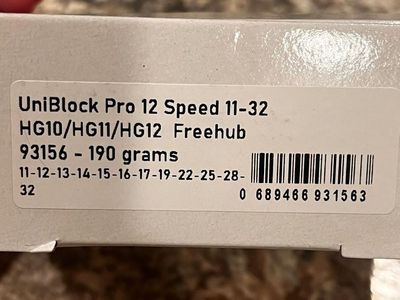 UniBlock Pro 12 Speed 11-32
HG10/HG11/HG12 Freehub
93156 - 190 grams
11-12-13-14-15-16-17-19-22-25-28-
32
0 689466 931563